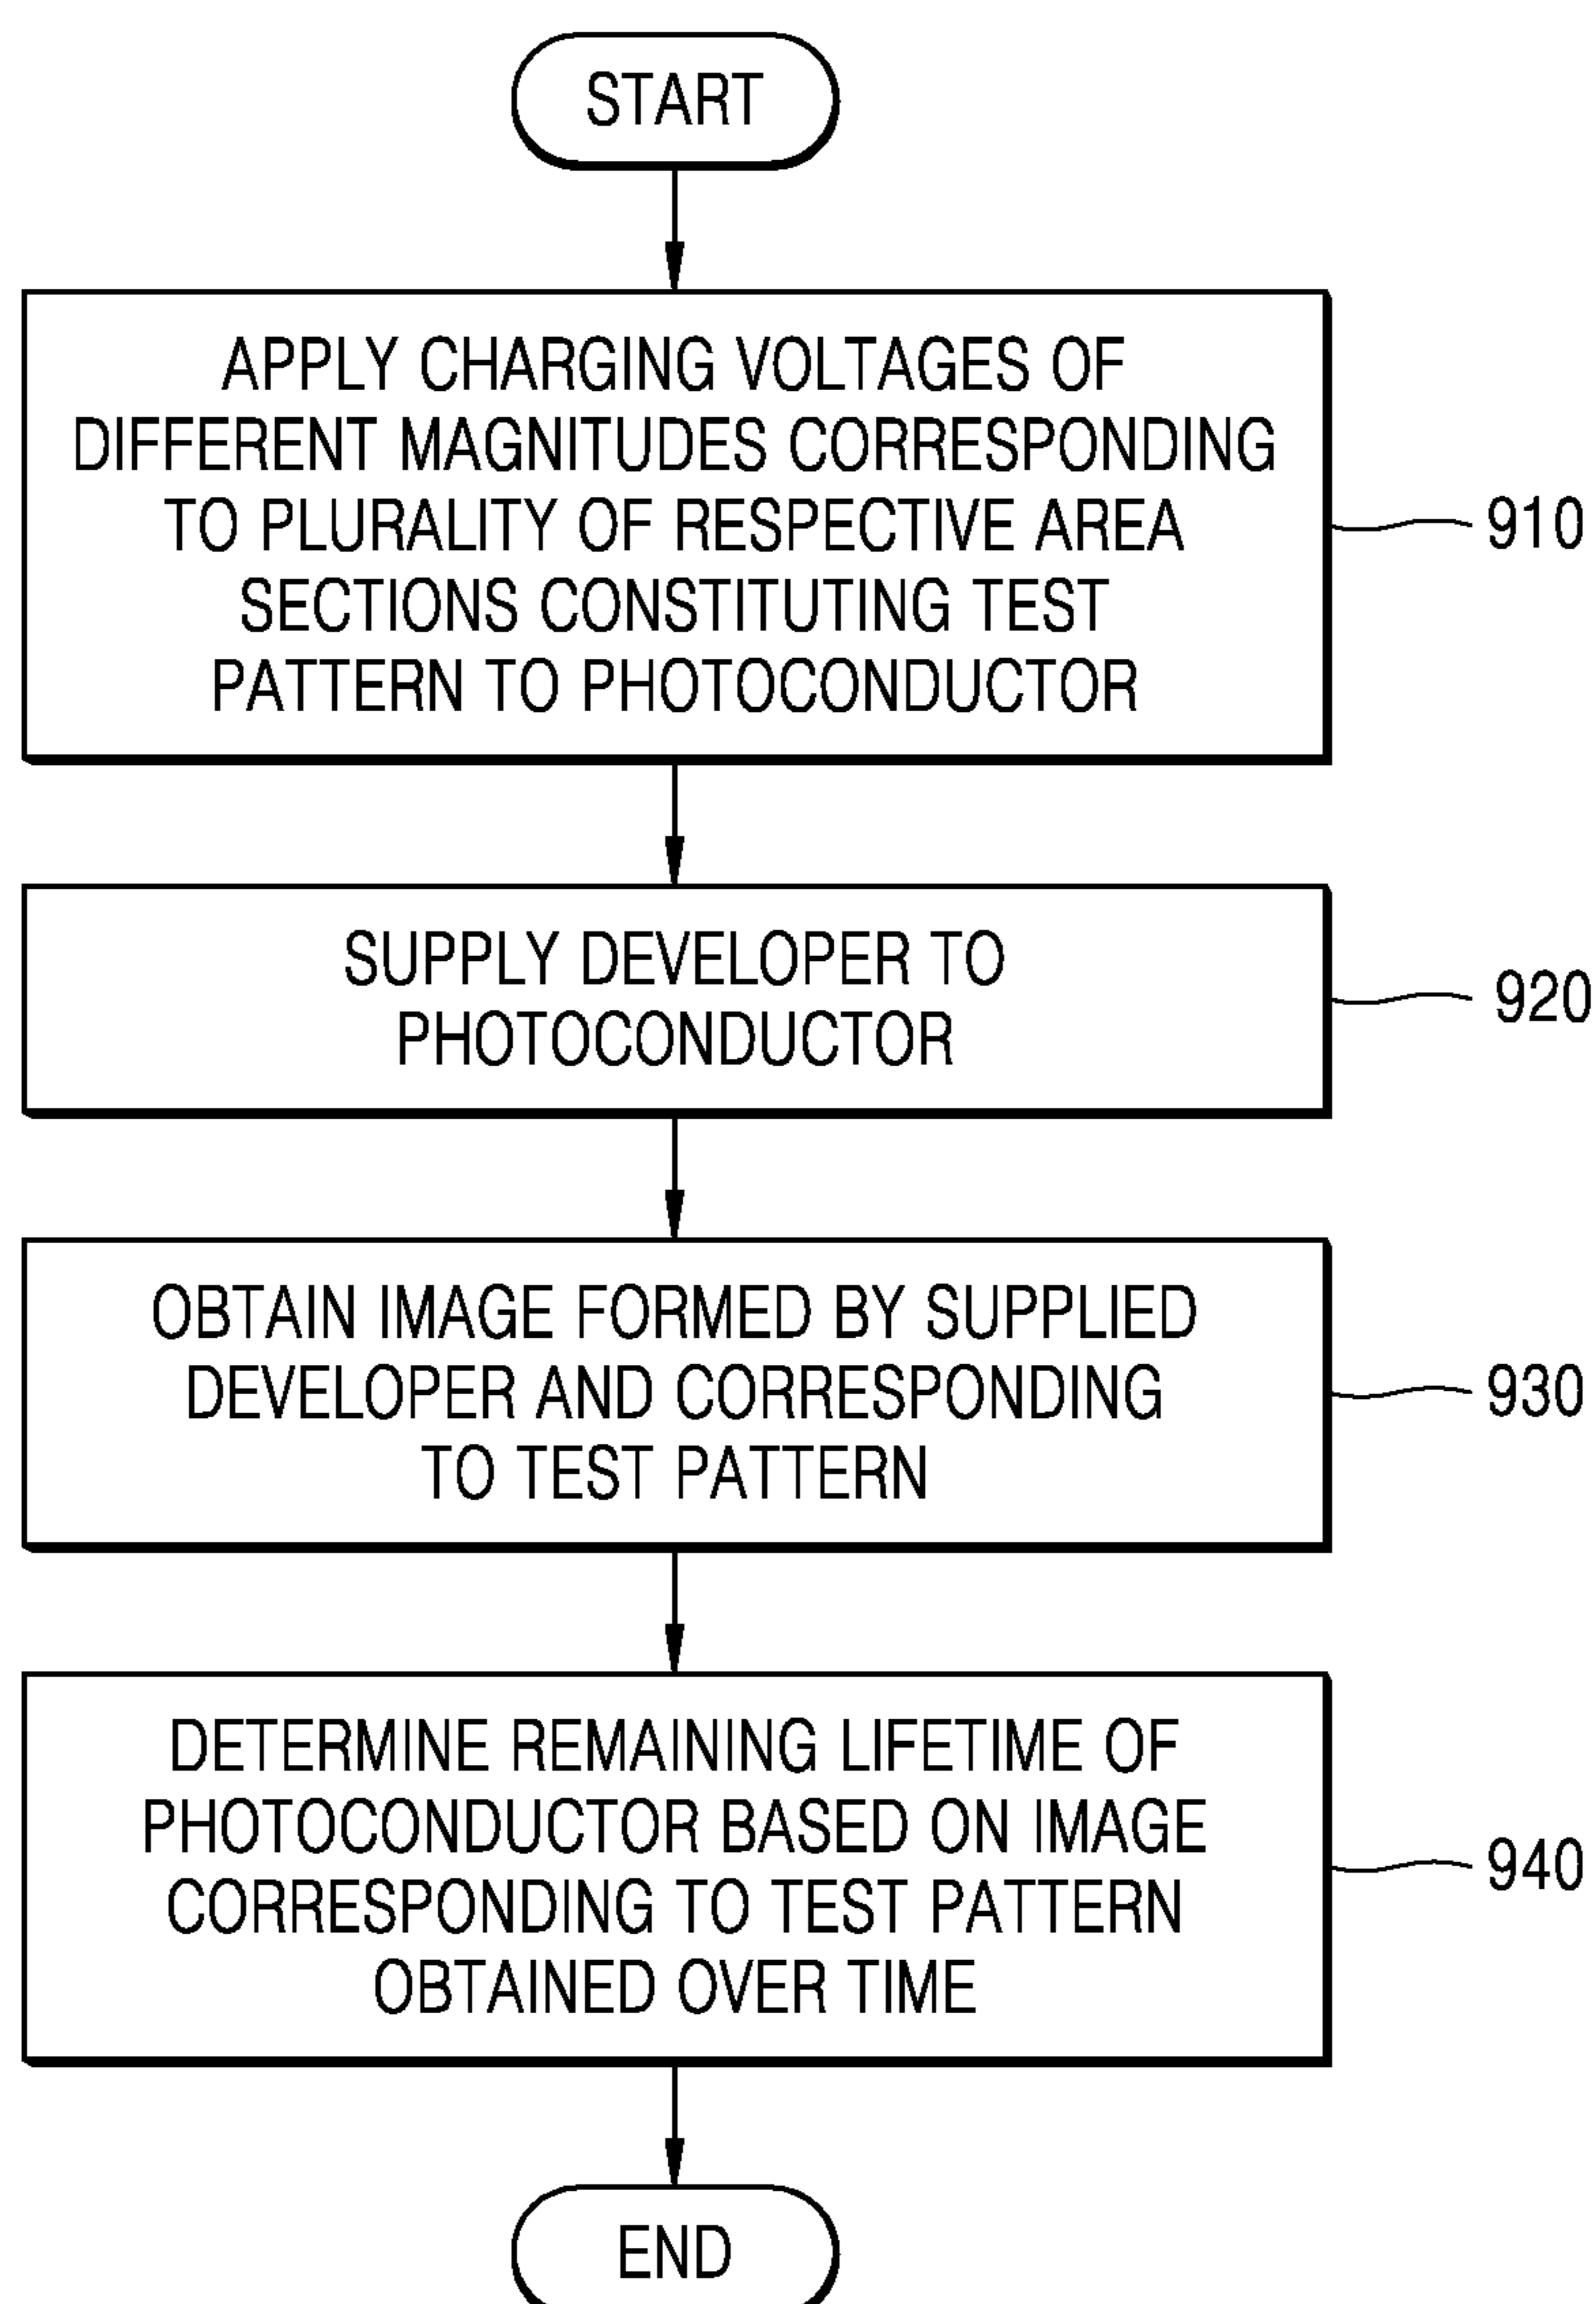 START
APPLY CHARGING VOLTAGES OF
DIFFERENT MAGNITUDES CORRESPONDING
TO PLURALITY OF RESPECTIVE AREA
SECTIONS CONSTITUTING TEST
PATTERN TO PHOTOCONDUCTOR
910
SUPPLY DEVELOPER TO
PHOTOCONDUCTOR
920
OBTAIN IMAGE FORMED BY SUPPLIED
DEVELOPER AND CORRESPONDING
TO TEST PATTERN
930
DETERMINE REMAINING LIFETIME OF
PHOTOCONDUCTOR BASED ON IMAGE
CORRESPONDING TO TEST PATTERN
OBTAINED OVER TIME
940
END